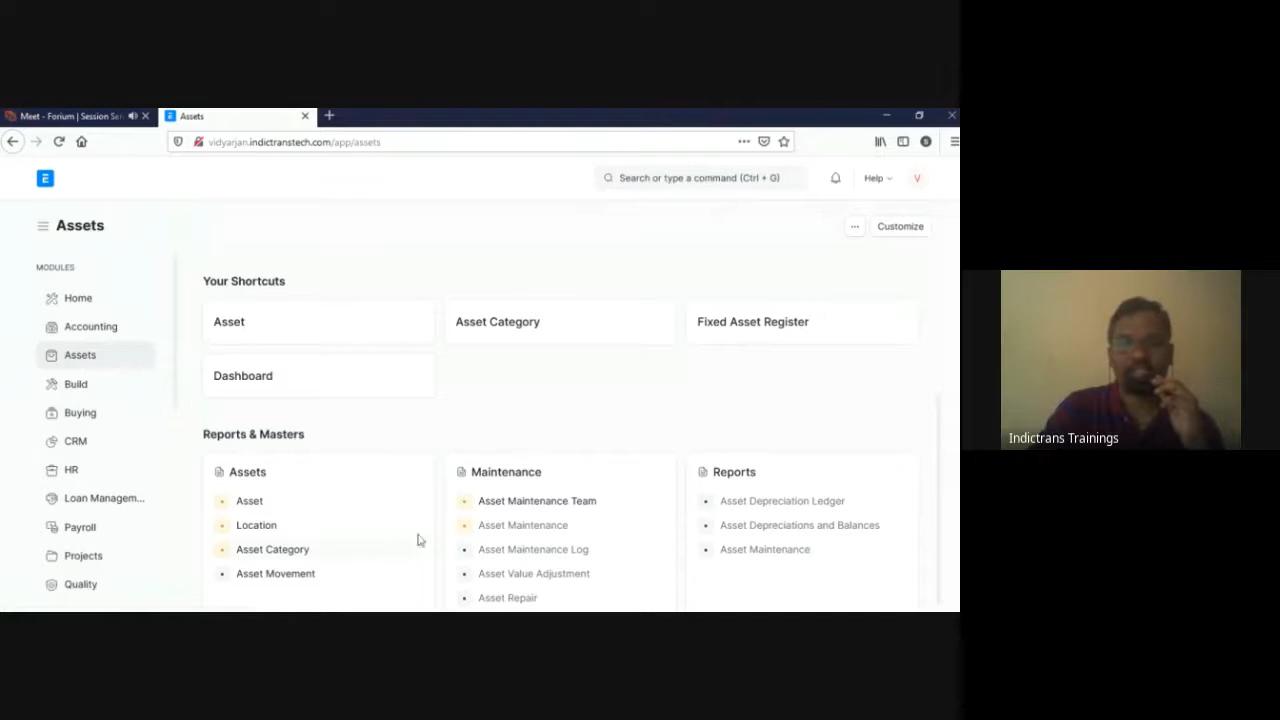 Meet - Forium | Session Ser
Assets
vidyarjan.indictranstech.com/app/assets
Search or type a command (Ctrl + G)
Help
V
Assets
Customize
MODULES
Home
Accounting
Assets
Build
Buying
CRM
HR
Loan Managem...
Payroll
Projects
Quality
Your Shortcuts
Asset
Asset Category
Fixed Asset Register
Dashboard
Reports & Masters
Assets
Asset
Location
Asset Category
Asset Movement
Maintenance
Asset Maintenance Team
Asset Maintenance
Asset Maintenance Log
Asset Value Adjustment
Asset Repair
Reports
Asset Depreciation Ledger
Asset Depreciations and Balances
Asset Maintenance
Indictrans Trainings